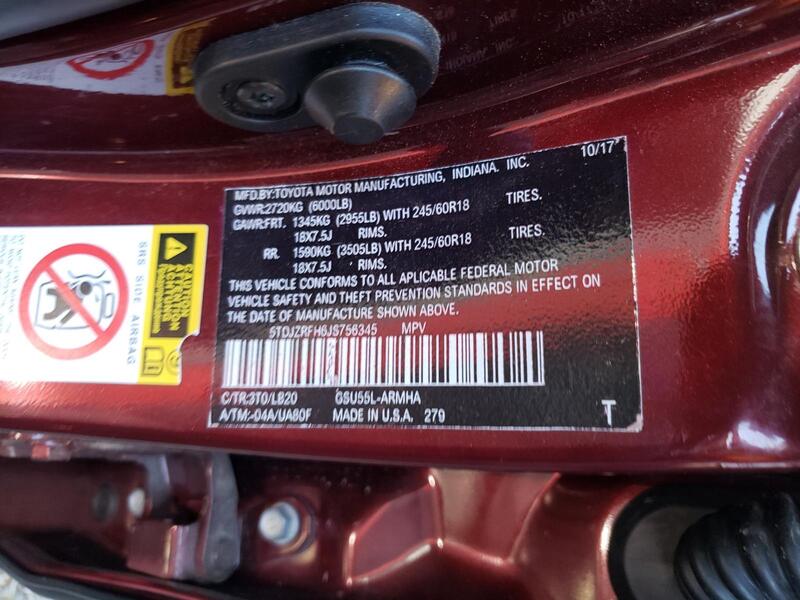 10/17
MFD.BY:TOYOTA MOTOR MANUFACTURING, INDIANA. INC.
GVWR:2720KG (6000LB)
GAWR:FRT. 1345KG (2955LB) WITH 245/60R18 TIRES.
18X7.5J RIMS.
RR. 1590KG (3505LB) WITH 245/60R18 TIRES.
18X7.5J RIMS.
THIS VEHICLE CONFORMS TO ALL APLICABLE FEDERAL MOTOR
VEHICLE SAFETY AND THEFT PREVENTION STANDARDS IN EFFECT ON
THE DATE OF MANUFACTURE SHOWN ABOVE.
5TDJZRFH6JS756345 MPV
C/TR:3T0/LB20 GSU55L-ARMHA
A/TM:-04A/UA80F MADE IN U.S.A. 279
T
SRS SIDE AIRBAG
CAUTION